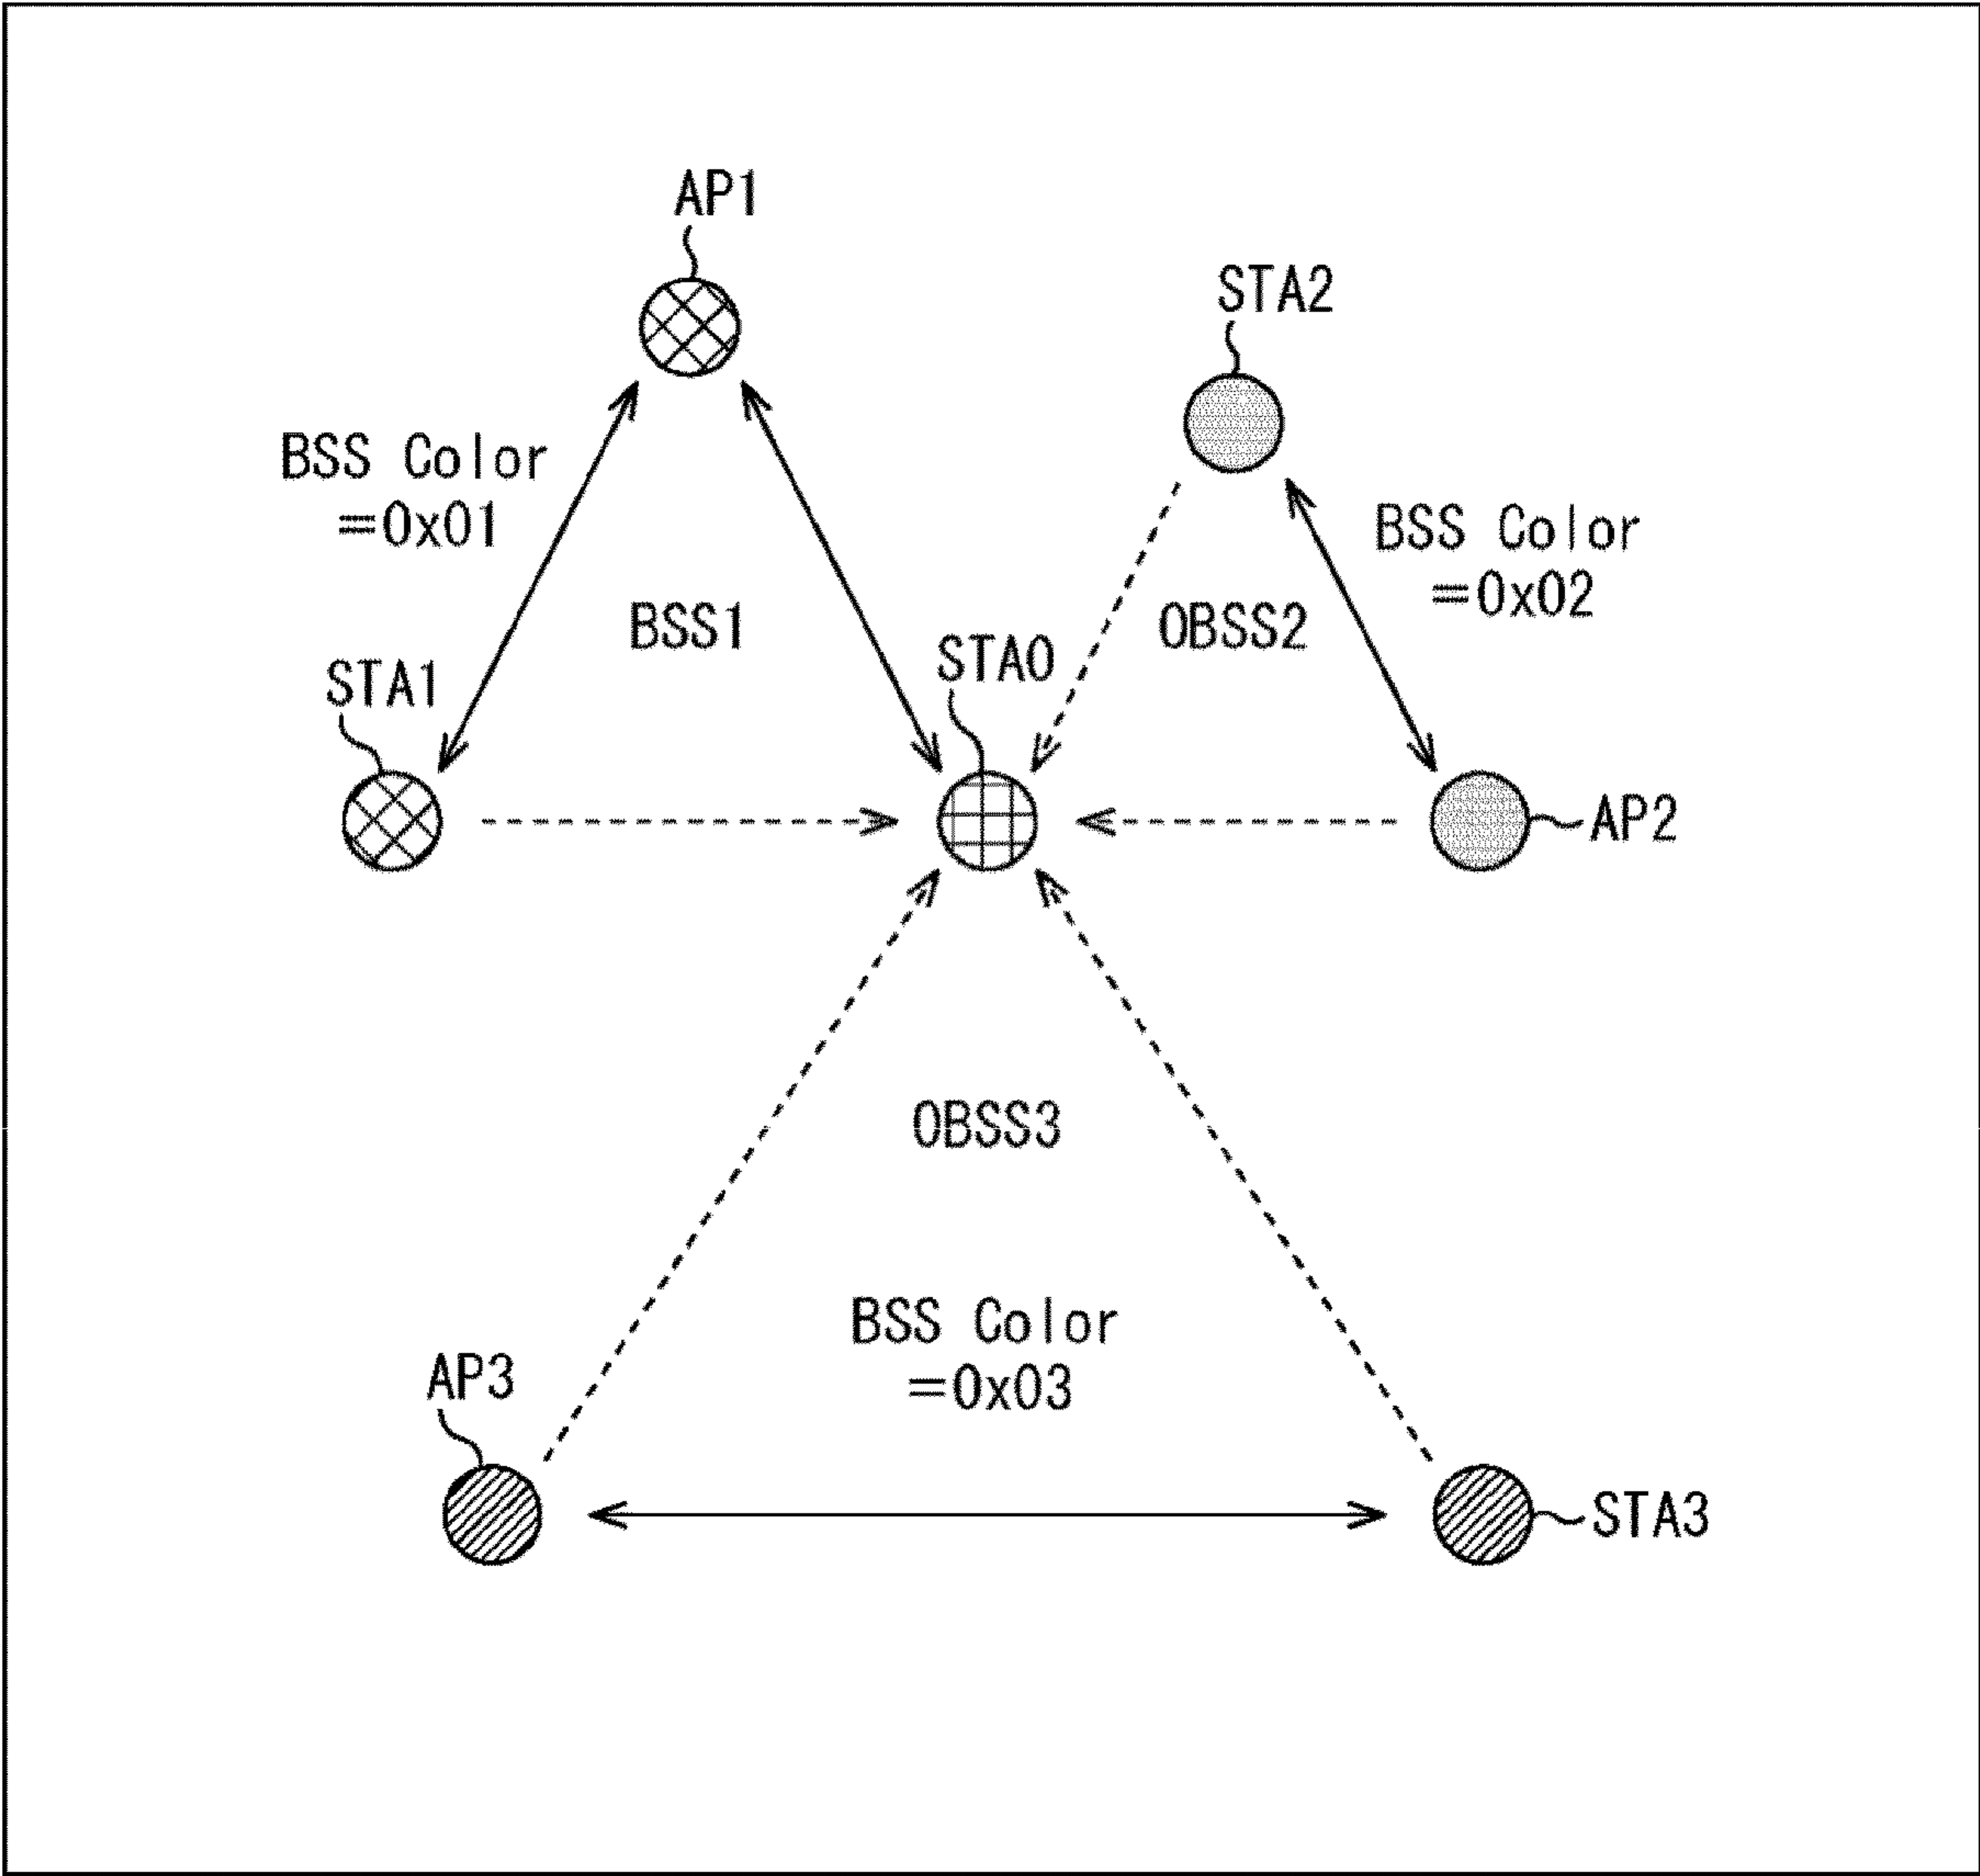 AP1
STA2
BSS Color
=0x01
BSS Color
=0x02
BSS1
OBSS2
STA0
STA1
AP2
OBSS3
BSS Color
=0x03
AP3
STA3